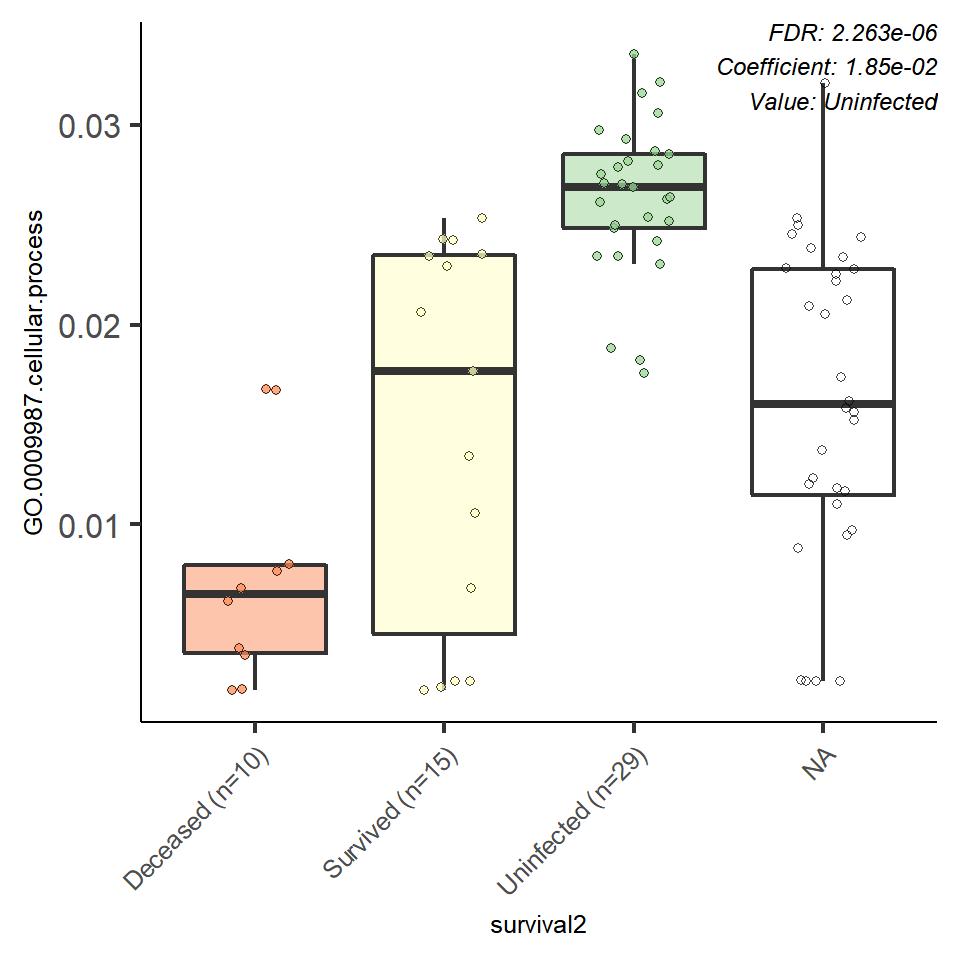 FDR: 2.263e-06
Coefficient: 1.85e-02
Value: Uninfected
GO.0009987.cellular.process
0.03
0.02
0.01
Deceased (n=10)
Survived (n=15)
Uninfected (n=29)
NA
survival2